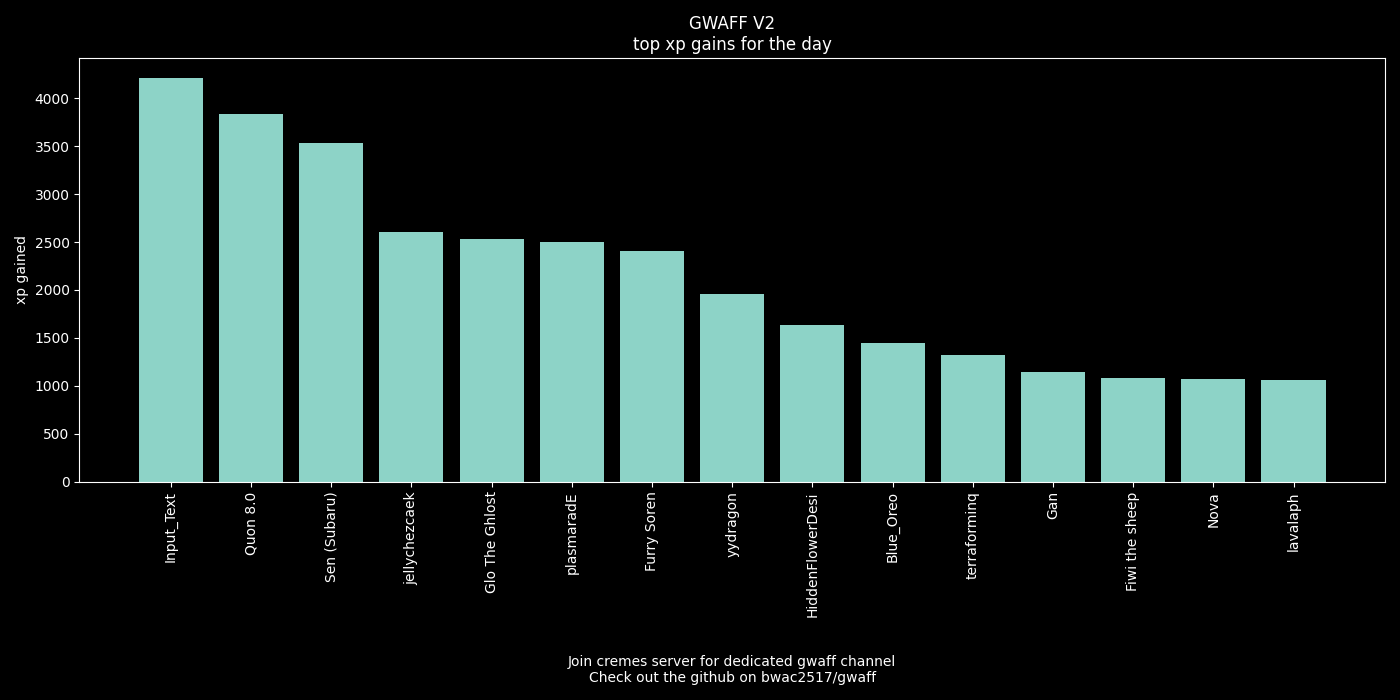 GWAFF V2
top xp gains for the day
xp gained
4000
3500
3000
2500
2000
1500
1000
500
0
Input_Text
Quon 8.0
Sen (Subaru)
jellychezcaek
Glo The Ghlost
plasmaradE
Furry Soren
yydragon
HiddenFlowerDesi
Blue_Oreo
terraforminq
Gan
Fiwi the sheep
Nova
lavalaph
Join cremes server for dedicated gwaff channel
Check out the github on bwac2517/gwaff